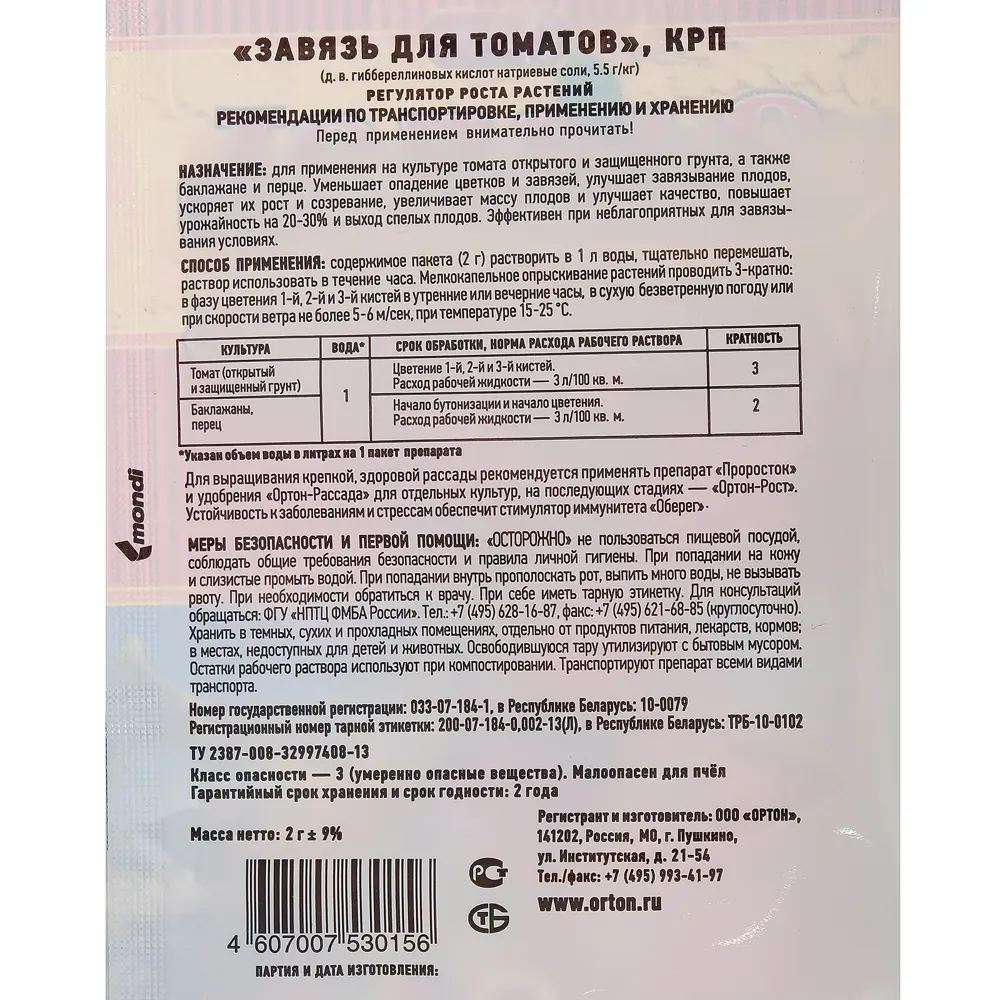 «ЗАВЯЗЬ ДЛЯ ТОМАТОВ», КРП
(д. в. гиббереллиновых кислот натриевые соли, 5.5 г/кг)
РЕГУЛЯТОР РОСТА РАСТЕНИЙ
РЕКОМЕНДАЦИИ ПО ТРАНСПОРТИРОВКЕ, ПРИМЕНЕНИЮ И ХРАНЕНИЮ
Перед применением внимательно прочитать!
НАЗНАЧЕНИЕ: для применения на культуре томата открытого и защищенного грунта, а также
баклажане и перце. Уменьшает опадение цветков и завязей, улучшает завязывание плодов,
ускоряет их рост и созревание, увеличивает массу плодов и улучшает качество, повышает
урожайность на 20-30% и выход спелых плодов. Эффективен при неблагоприятных для завязы-
вания условиях.
СПОСОБ ПРИМЕНЕНИЯ: содержимое пакета (2 г) растворить в 1 л воды, тщательно перемешать,
раствор использовать в течение часа. Мелкокапельное опрыскивание растений проводить 3-кратно:
в фазу цветения 1-й, 2-й и 3-й кистей в утренние или вечерние часы, в сухую безветренную погоду или
при скорости ветра не более 5-6 м/сек, при температуре 15-25 °С.
КУЛЬТУРА ВОДА* СРОК ОБРАБОТКИ, НОРМА РАСХОДА РАБОЧЕГО РАСТВОРА КРАТНОСТЬ
Томат (открытый
и защищенный грунт)
1
Цветение 1-й, 2-й и 3-й кистей.
Расход рабочей жидкости — 3 л/100 кв. м.
3
Баклажаны,
перец
Начало бутонизации и начало цветения.
Расход рабочей жидкости — 3 л/100 кв. м.
2
*Указан объем воды в литрах на 1 пакет препарата
Для выращивания крепкой, здоровой рассады рекомендуется применять препарат «Проросток»
и удобрения «Ортон-Рассада» для отдельных культур, на последующих стадиях — «Ортон-Рост».
Устойчивость к заболеваниям и стрессам обеспечит стимулятор иммунитета «Оберег».
mondi
МЕРЫ БЕЗОПАСНОСТИ И ПЕРВОЙ ПОМОЩИ: «ОСТОРОЖНО» не пользоваться пищевой посудой,
соблюдать общие требования безопасности и правила личной гигиены. При попадании на кожу
и слизистые промыть водой. При попадании внутрь прополоскать рот, выпить много воды, не вызывать
рвоту. При необходимости обратиться к врачу. При себе иметь тарную этикетку. Для консультаций
обращаться: ФГУ «НПТЦ ФМБА России». Тел.: +7 (495) 628-16-87, факс: +7 (495) 621-68-85 (круглосуточно).
Хранить в темных, сухих и прохладных помещениях, отдельно от продуктов питания, лекарств, кормов;
в местах, недоступных для детей и животных. Освободившуюся тару утилизируют с бытовым мусором.
Остатки рабочего раствора используют при компостировании. Транспортируют препарат всеми видами
транспорта.
Номер государственной регистрации: 033-07-184-1, в Республике Беларусь: 10-0079
Регистрационный номер тарной этикетки: 200-07-184-0,002-13(Л), в Республике Беларусь: ТРБ-10-0102
ТУ 2387-008-32997408-13
Класс опасности — 3 (умеренно опасные вещества). Малоопасен для пчёл
Гарантийный срок хранения и срок годности: 2 года
Масса нетто: 2 г ± 9%
Регистрант и изготовитель: ООО «ОРТОН»,
141202, Россия, МО, г. Пушкино,
ул. Институтская, д. 21-54
Тел./факс: +7 (495) 993-41-97
www.orton.ru
РСТ
СТБ
4 607007 530156
ПАРТИЯ И ДАТА ИЗГОТОВЛЕНИЯ: